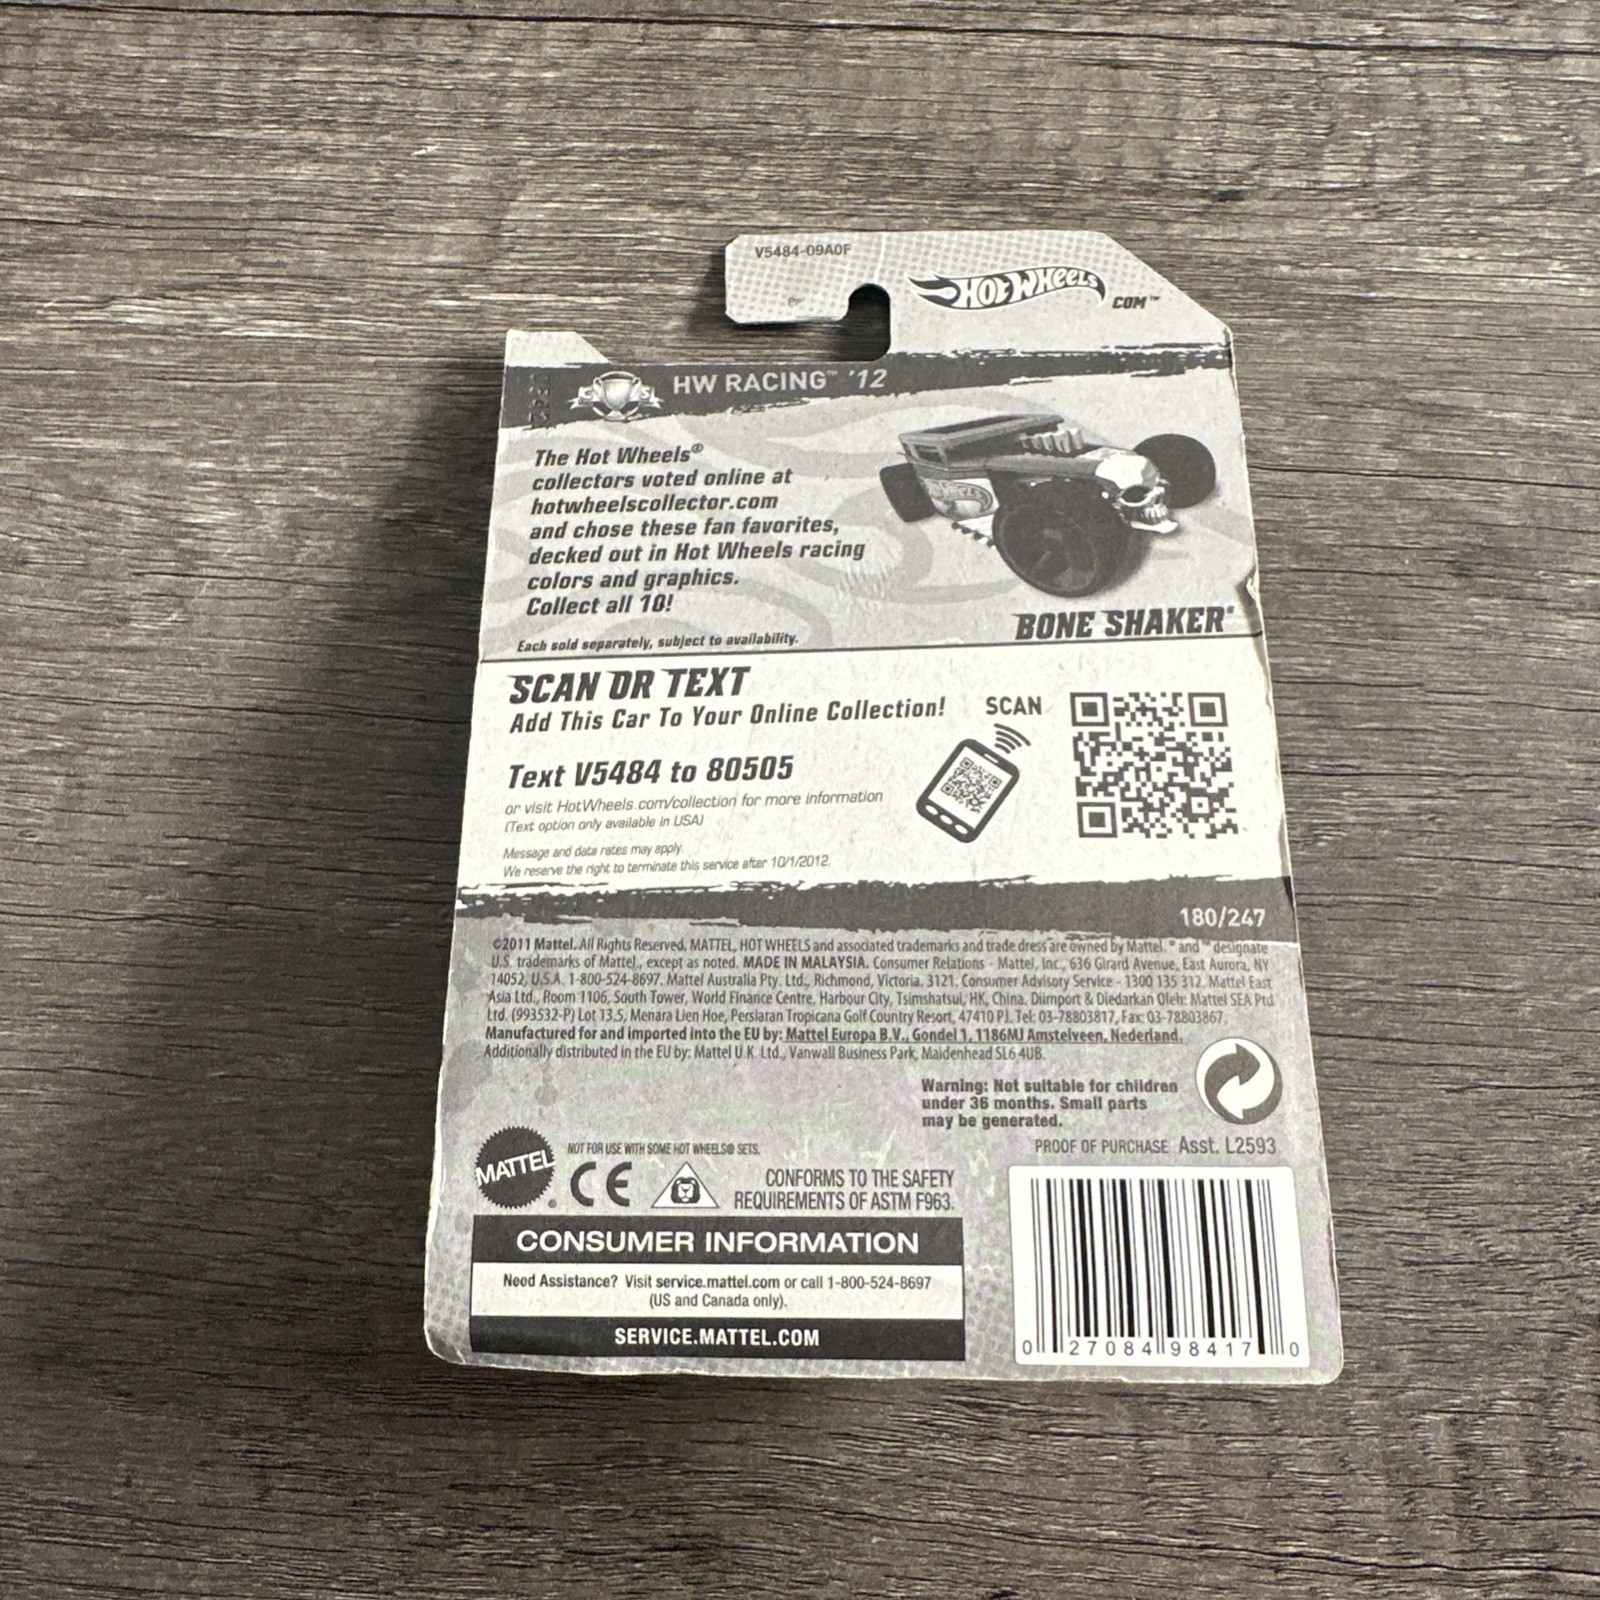 V5484-09A0F
HOT WHEELS
COM™
HW RACING™ '12
The Hot Wheels®
collectors voted online at
hotwheelscollector.com
and chose these fan favorites,
decked out in Hot Wheels racing
colors and graphics.
Collect all 10!
Each sold separately, subject to availability.
BONE SHAKER®
SCAN OR TEXT
Add This Car To Your Online Collection!
SCAN
Text V5484 to 80505
or visit HotWheels.com/collection for more information
(Text option only available in USA)
Message and data rates may apply.
We reserve the right to terminate this service after 10/1/2012.
180/247
©2011 Mattel. All Rights Reserved. MATTEL, HOT WHEELS and associated trademarks and trade dress are owned by Mattel. ® and ™ designate
U.S. trademarks of Mattel, except as noted. MADE IN MALAYSIA. Consumer Relations - Mattel, Inc., 636 Girard Avenue, East Aurora, NY
14052, U.S.A. 1-800-524-8697. Mattel Australia Pty. Ltd., Richmond, Victoria. 3121. Consumer Advisory Service - 1300 135 312. Mattel East
Asia Ltd., Room 1106, South Tower, World Finance Centre, Harbour City, Tsimshatsui, HK, China. Diimport & Diedarkan Oleh: Mattel SEA Ptd.
Ltd. (993532-P) Lot 13.5, Menara Lien Hoe, Persiaran Tropicana Golf Country Resort, 47410 PJ. Tel: 03-78803817, Fax: 03-78803867.
Manufactured for and imported into the EU by: Mattel Europa B.V., Gondel 1, 1186MJ Amstelveen, Nederland.
Additionally distributed in the EU by: Mattel U.K. Ltd., Vanwall Business Park, Maidenhead SL6 4UB.
Warning: Not suitable for children
under 36 months. Small parts
may be generated.
PROOF OF PURCHASE Asst. L2593
MATTEL®
NOT FOR USE WITH SOME HOT WHEELS® SETS.
CE
CONFORMS TO THE SAFETY
REQUIREMENTS OF ASTM F963.
CONSUMER INFORMATION
Need Assistance? Visit service.mattel.com or call 1-800-524-8697
(US and Canada only).
SERVICE.MATTEL.COM
0 27084 98417 0